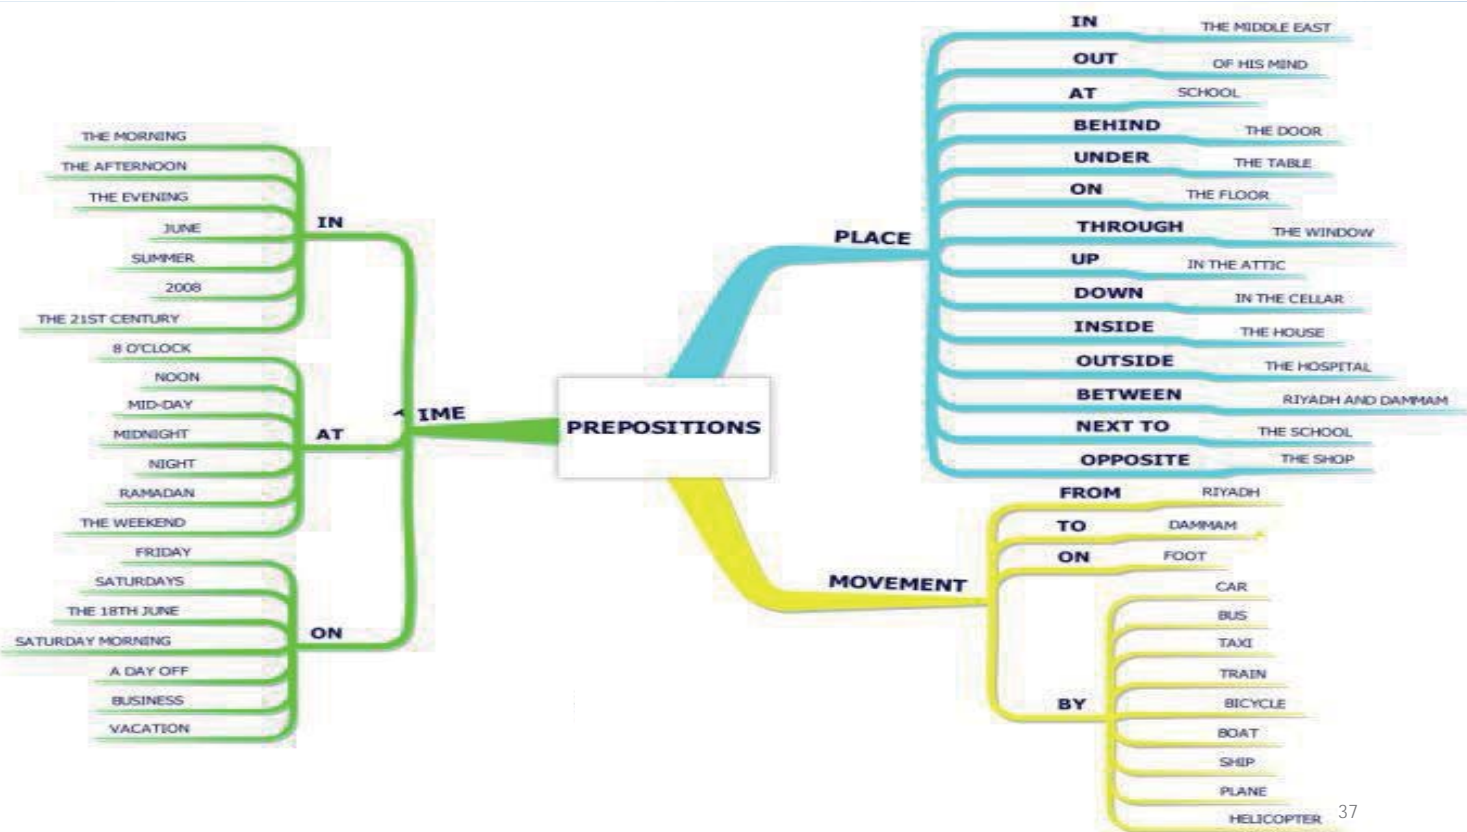 PREPOSITIONS
IME
IN
THE MORNING
THE AFTERNOON
THE EVENING
JUNE
SUMMER
2008
THE 21ST CENTURY
AT
8 O'CLOCK
NOON
MID-DAY
MIDNIGHT
NIGHT
RAMADAN
THE WEEKEND
ON
FRIDAY
SATURDAYS
THE 18TH JUNE
SATURDAY MORNING
A DAY OFF
BUSINESS
VACATION
PLACE
IN THE MIDDLE EAST
OUT OF HIS MIND
AT SCHOOL
BEHIND THE DOOR
UNDER THE TABLE
ON THE FLOOR
THROUGH THE WINDOW
UP IN THE ATTIC
DOWN IN THE CELLAR
INSIDE THE HOUSE
OUTSIDE THE HOSPITAL
BETWEEN RIYADH AND DAMMAM
NEXT TO THE SCHOOL
OPPOSITE THE SHOP
MOVEMENT
FROM RIYADH
TO DAMMAM
ON FOOT
BY
CAR
BUS
TAXI
TRAIN
BICYCLE
BOAT
SHIP
PLANE
HELICOPTER
37